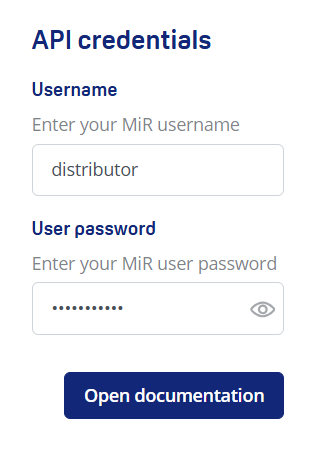 API credentials
Username
Enter your MiR username
distributor
User password
Enter your MiR user password
•••••••••••
Open documentation